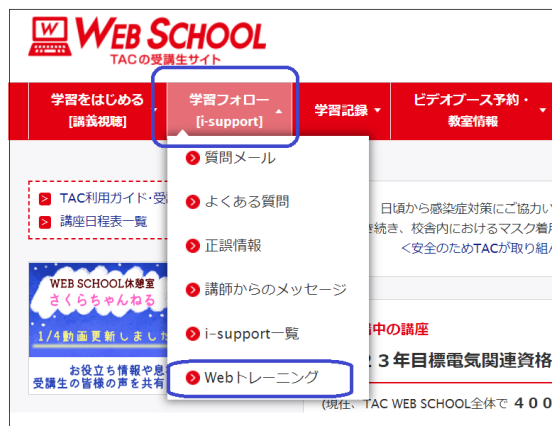 WEB SCHOOL
TACの受講生サイト
学習をはじめる
[講義視聴]
学習フォロー
[i-support]
学習記録
ビデオブース予約・
教室情報
質問メール
よくある質問
正誤情報
講師からのメッセージ
i-support一覧
Webトレーニング
TAC利用ガイド・受
講座日程表一覧
日頃から感染症対策にご協力い
続き、校舎内におけるマスク着用
<安全のためTACが取り組ん
WEB SCHOOL休憩室
さくらちゃんねる
1/4動画更新しました
お役立ち情報や息
受講生の皆様の声を共有
中の講座
23年目標電気関連資格
(現在、TAC WEB SCHOOL全体で 400